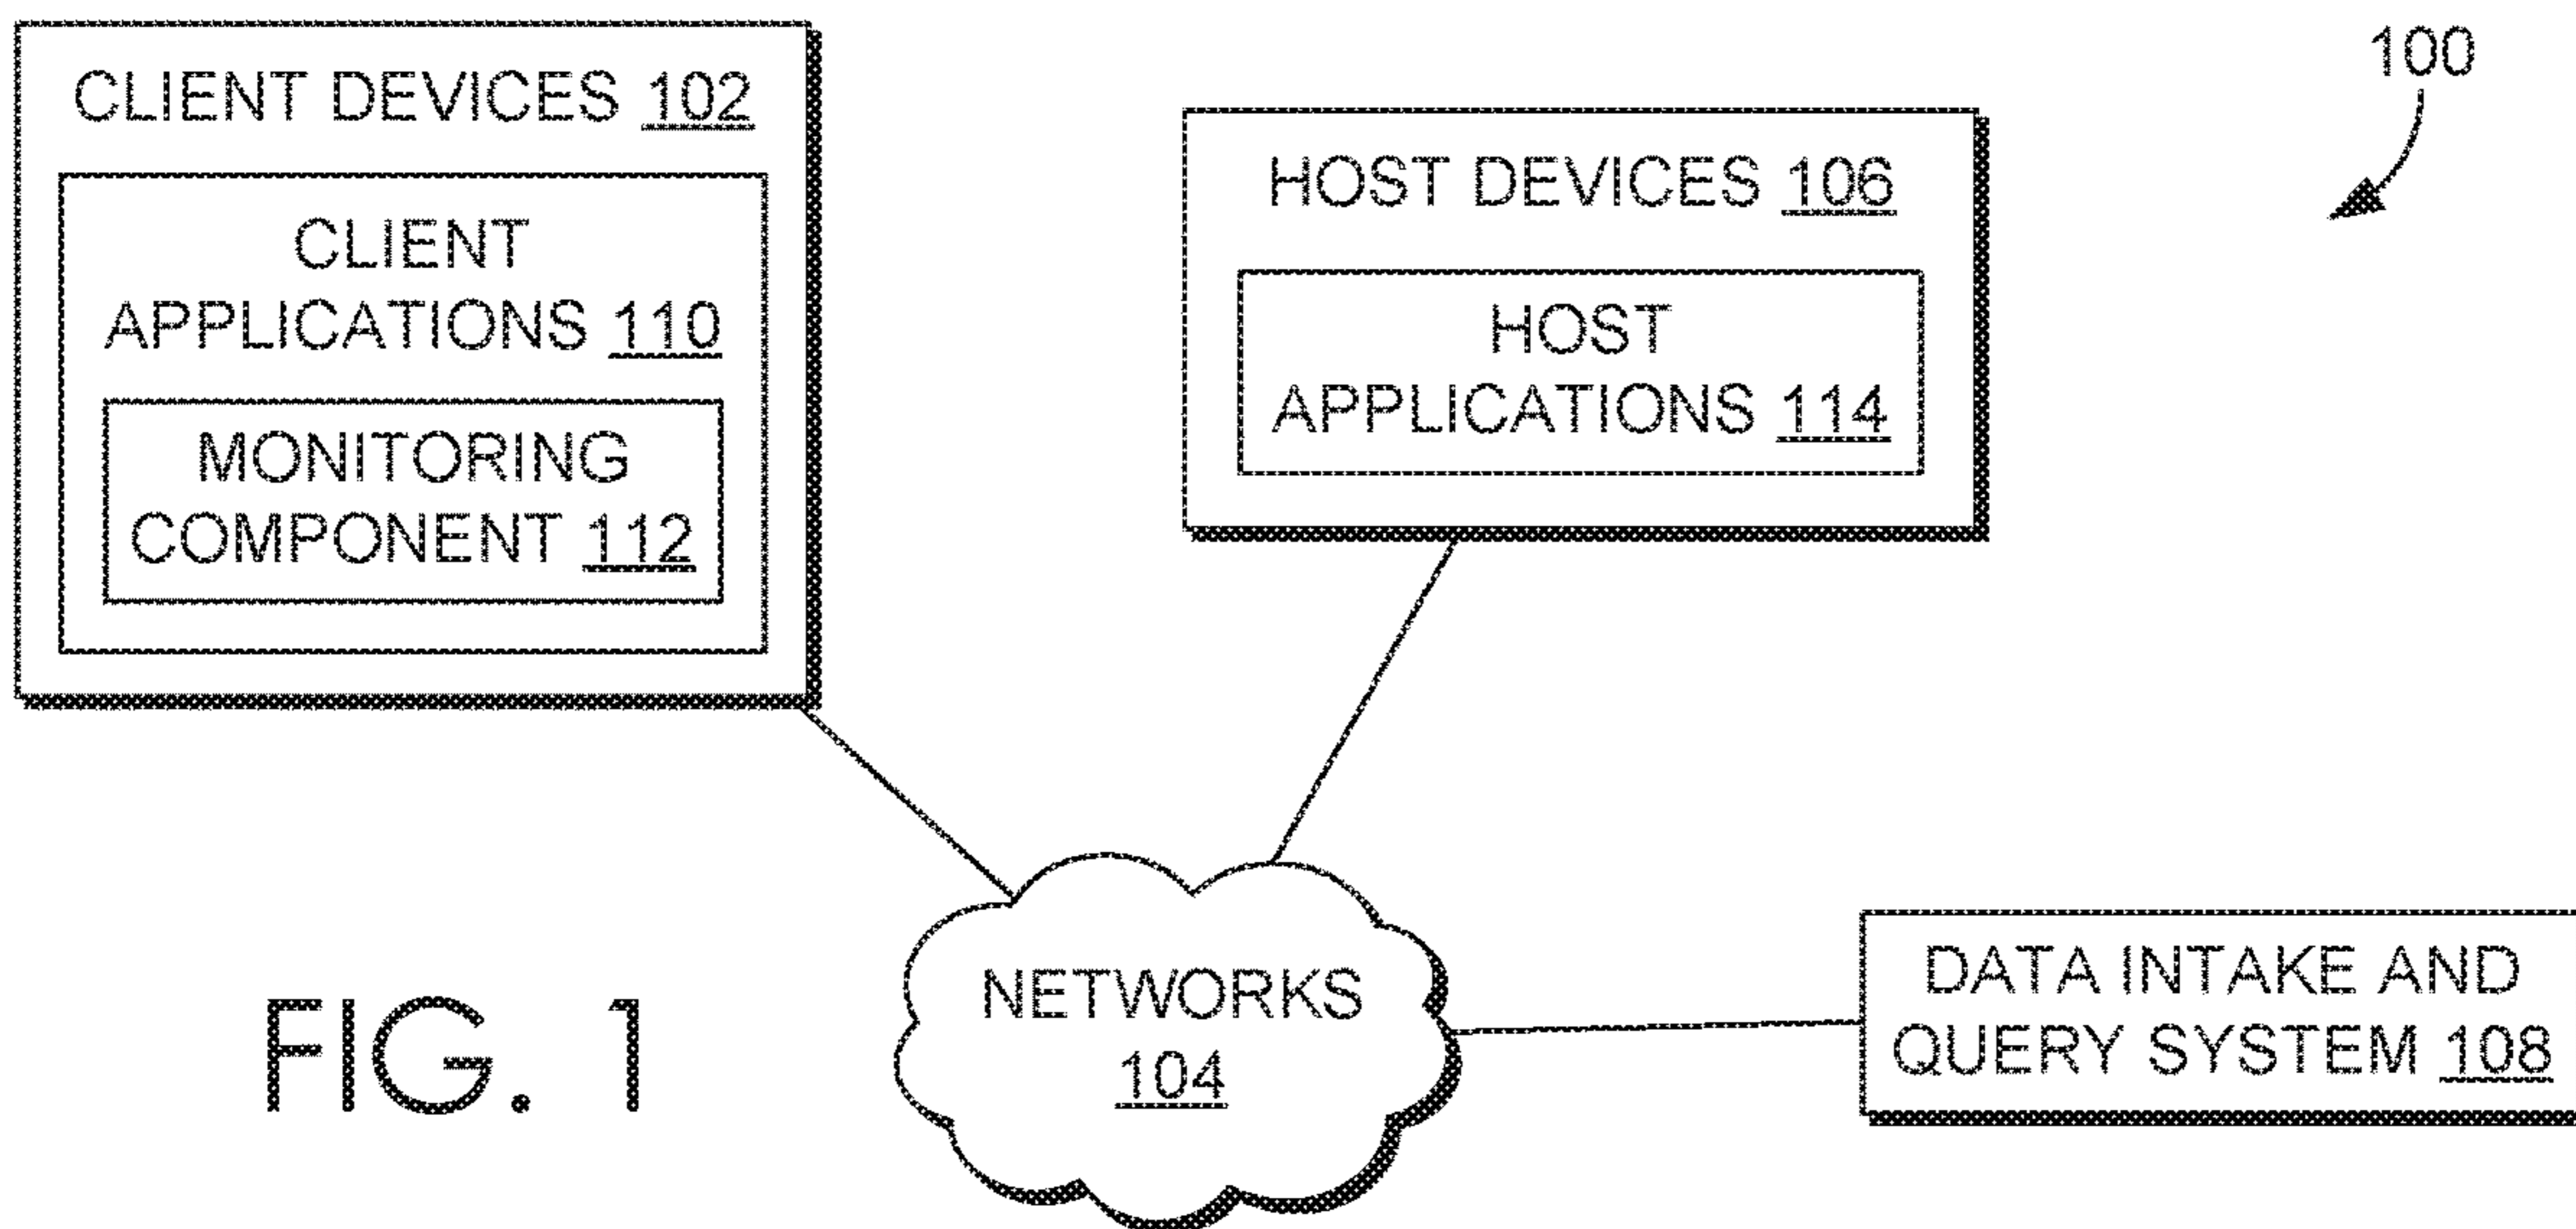 CLIENT DEVICES 102
CLIENT
APPLICATIONS 110
MONITORING
COMPONENT 112
HOST DEVICES 106
HOST
APPLICATIONS 114
100
NETWORKS
104
DATA INTAKE AND
QUERY SYSTEM 108
FIG. 1